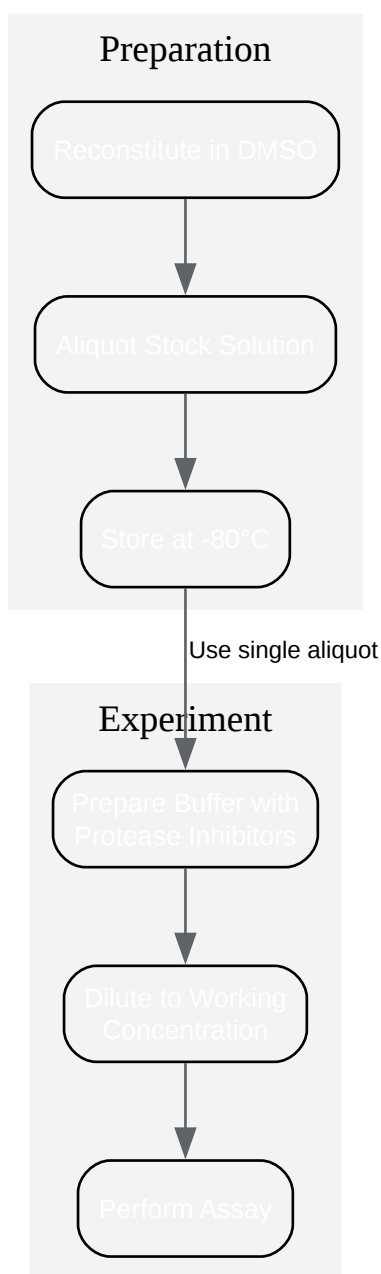 Preparation
Reconstitute in DMSO
Aliquot Stock Solution
Store at -80°C
Use single aliquot
Experiment
Prepare Buffer with
Protease Inhibitors
Dilute to Working
Concentration
Perform Assay